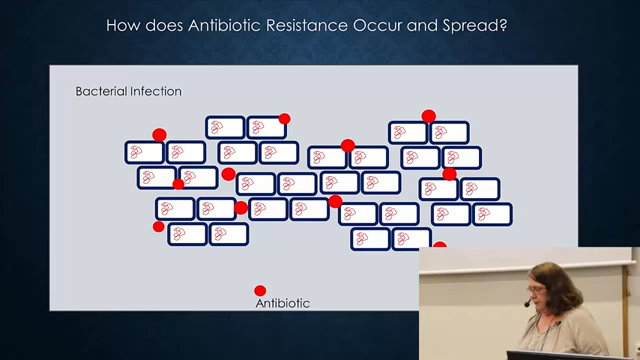 How does Antibiotic Resistance Occur and Spread?
Bacterial Infection
Antibiotic